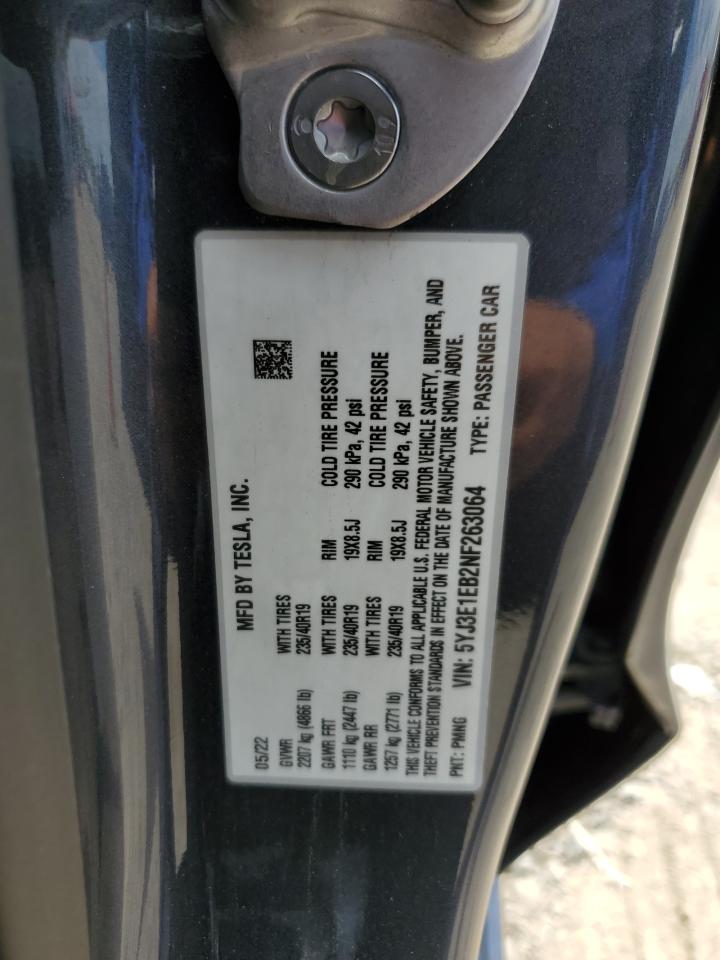 10.9
MFD BY TESLA, INC.
05/22
GVWR WITH TIRES
2207 kg (4866 lb) 235/40R19
GAWR FRT WITH TIRES RIM COLD TIRE PRESSURE
1110 kg (2447 lb) 235/40R19 19X8.5J 290 kPa, 42 psi
GAWR RR WITH TIRES RIM COLD TIRE PRESSURE
1257 kg (2771 lb) 235/40R19 19X8.5J 290 kPa, 42 psi
THIS VEHICLE CONFORMS TO ALL APPLICABLE U.S. FEDERAL MOTOR VEHICLE SAFETY, BUMPER, AND
THEFT PREVENTION STANDARDS IN EFFECT ON THE DATE OF MANUFACTURE SHOWN ABOVE.
PNT: PMNG VIN: 5YJ3E1EB2NF263064 TYPE: PASSENGER CAR